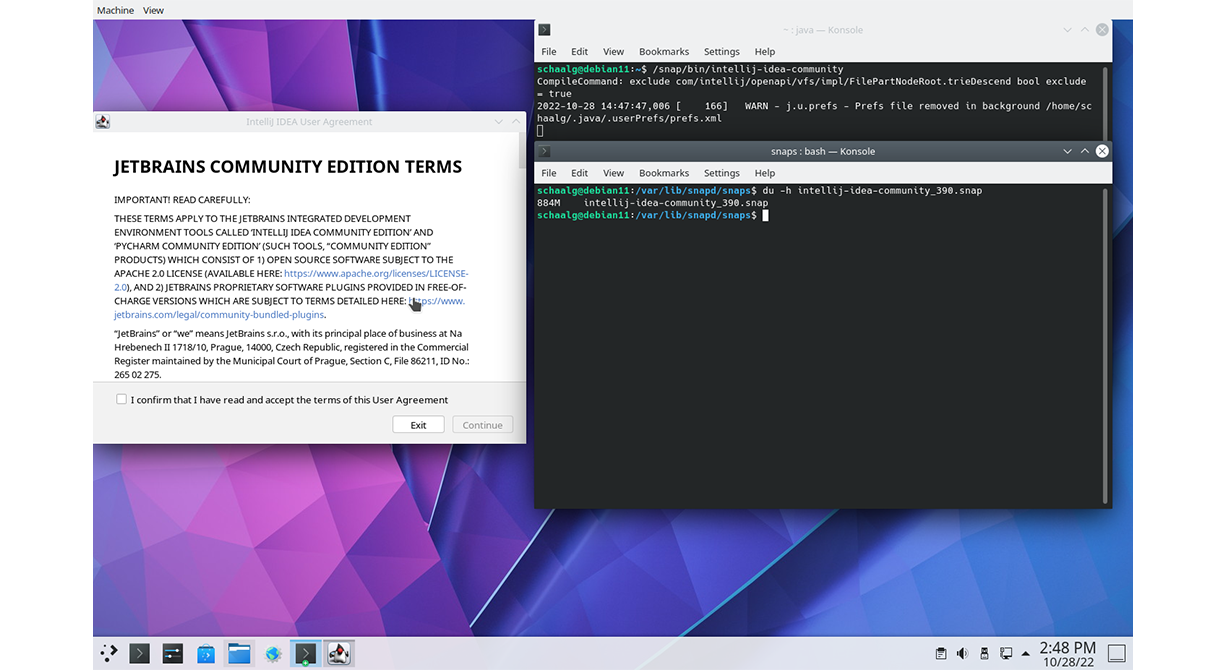 Machine View
~ : java — Konsole
File Edit View Bookmarks Settings Help
schaalg@debian11:~$ /snap/bin/intellij-idea-community
CompileCommand: exclude com/intellij/openapi/vfs/impl/FilePartNodeRoot.trieDescend bool exclude
= true
2022-10-28 14:47:47,006 [    166]   WARN - j.u.prefs - Prefs file removed in background /home/sc
haalg/.java/.userPrefs/prefs.xml
IntelliJ IDEA User Agreement
JETBRAINS COMMUNITY EDITION TERMS
IMPORTANT! READ CAREFULLY:
THESE TERMS APPLY TO THE JETBRAINS INTEGRATED DEVELOPMENT
ENVIRONMENT TOOLS CALLED ‘INTELLIJ IDEA COMMUNITY EDITION’ AND
‘PYCHARM COMMUNITY EDITION’ (SUCH TOOLS, “COMMUNITY EDITION”
PRODUCTS) WHICH CONSIST OF 1) OPEN SOURCE SOFTWARE SUBJECT TO THE
APACHE 2.0 LICENSE (AVAILABLE HERE: https://www.apache.org/licenses/LICENSE-
2.0), AND 2) JETBRAINS PROPRIETARY SOFTWARE PLUGINS PROVIDED IN FREE-OF-
CHARGE VERSIONS WHICH ARE SUBJECT TO TERMS DETAILED HERE: https://www.
jetbrains.com/legal/community-bundled-plugins.
“JetBrains” or “we” means JetBrains s.r.o., with its principal place of business at Na
Hrebenech II 1718/10, Prague, 14000, Czech Republic, registered in the Commercial
Register maintained by the Municipal Court of Prague, Section C, File 86211, ID No.:
265 02 275.
I confirm that I have read and accept the terms of this User Agreement
Exit Continue
snaps : bash — Konsole
File Edit View Bookmarks Settings Help
schaalg@debian11:/var/lib/snapd/snaps$ du -h intellij-idea-community_390.snap
884M    intellij-idea-community_390.snap
schaalg@debian11:/var/lib/snapd/snaps$
2:48 PM
10/28/22